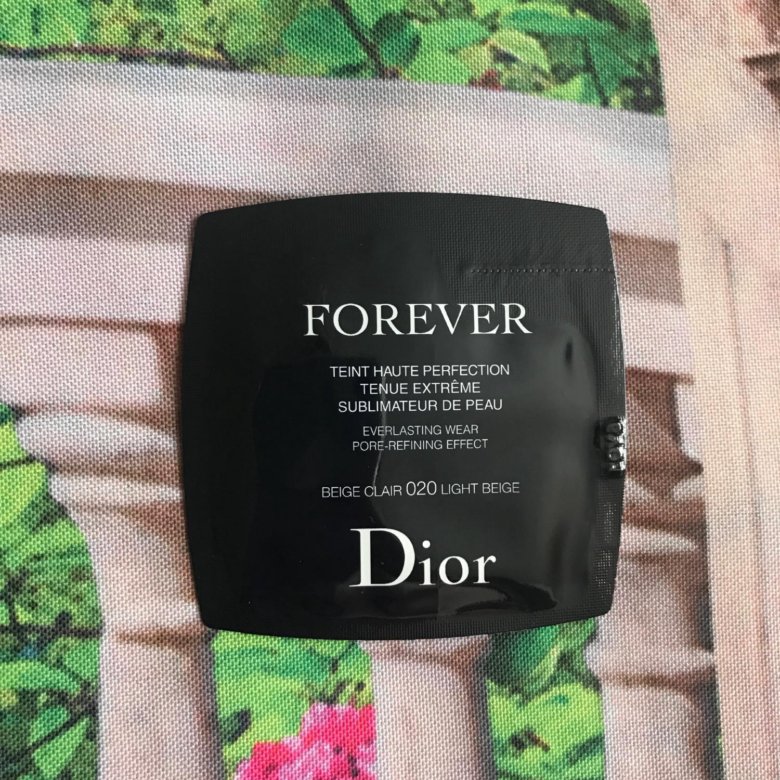 FOREVER
TEINT HAUTE PERFECTION
TENUE EXTRÊME
SUBLIMATEUR DE PEAU
EVERLASTING WEAR
PORE-REFINING EFFECT
BEIGE CLAIR 020 LIGHT BEIGE
Dior